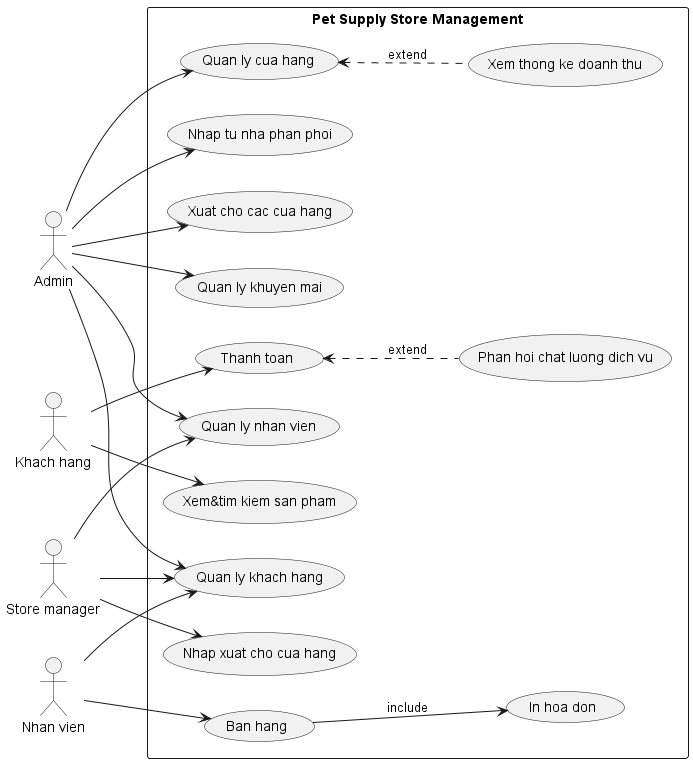 Pet Supply Store Management
Quan ly cua hang
extend
Xem thong ke doanh thu
Nhap tu nha phan phoi
Xuat cho cac cua hang
Admin
Quan ly khuyen mai
Thanh toan
extend
Phan hoi chat luong dich vu
Quan ly nhan vien
Khach hang
Xem&tim kiem san pham
Quan ly khach hang
Store manager
Nhap xuat cho cua hang
Nhan vien
Ban hang
include
In hoa don